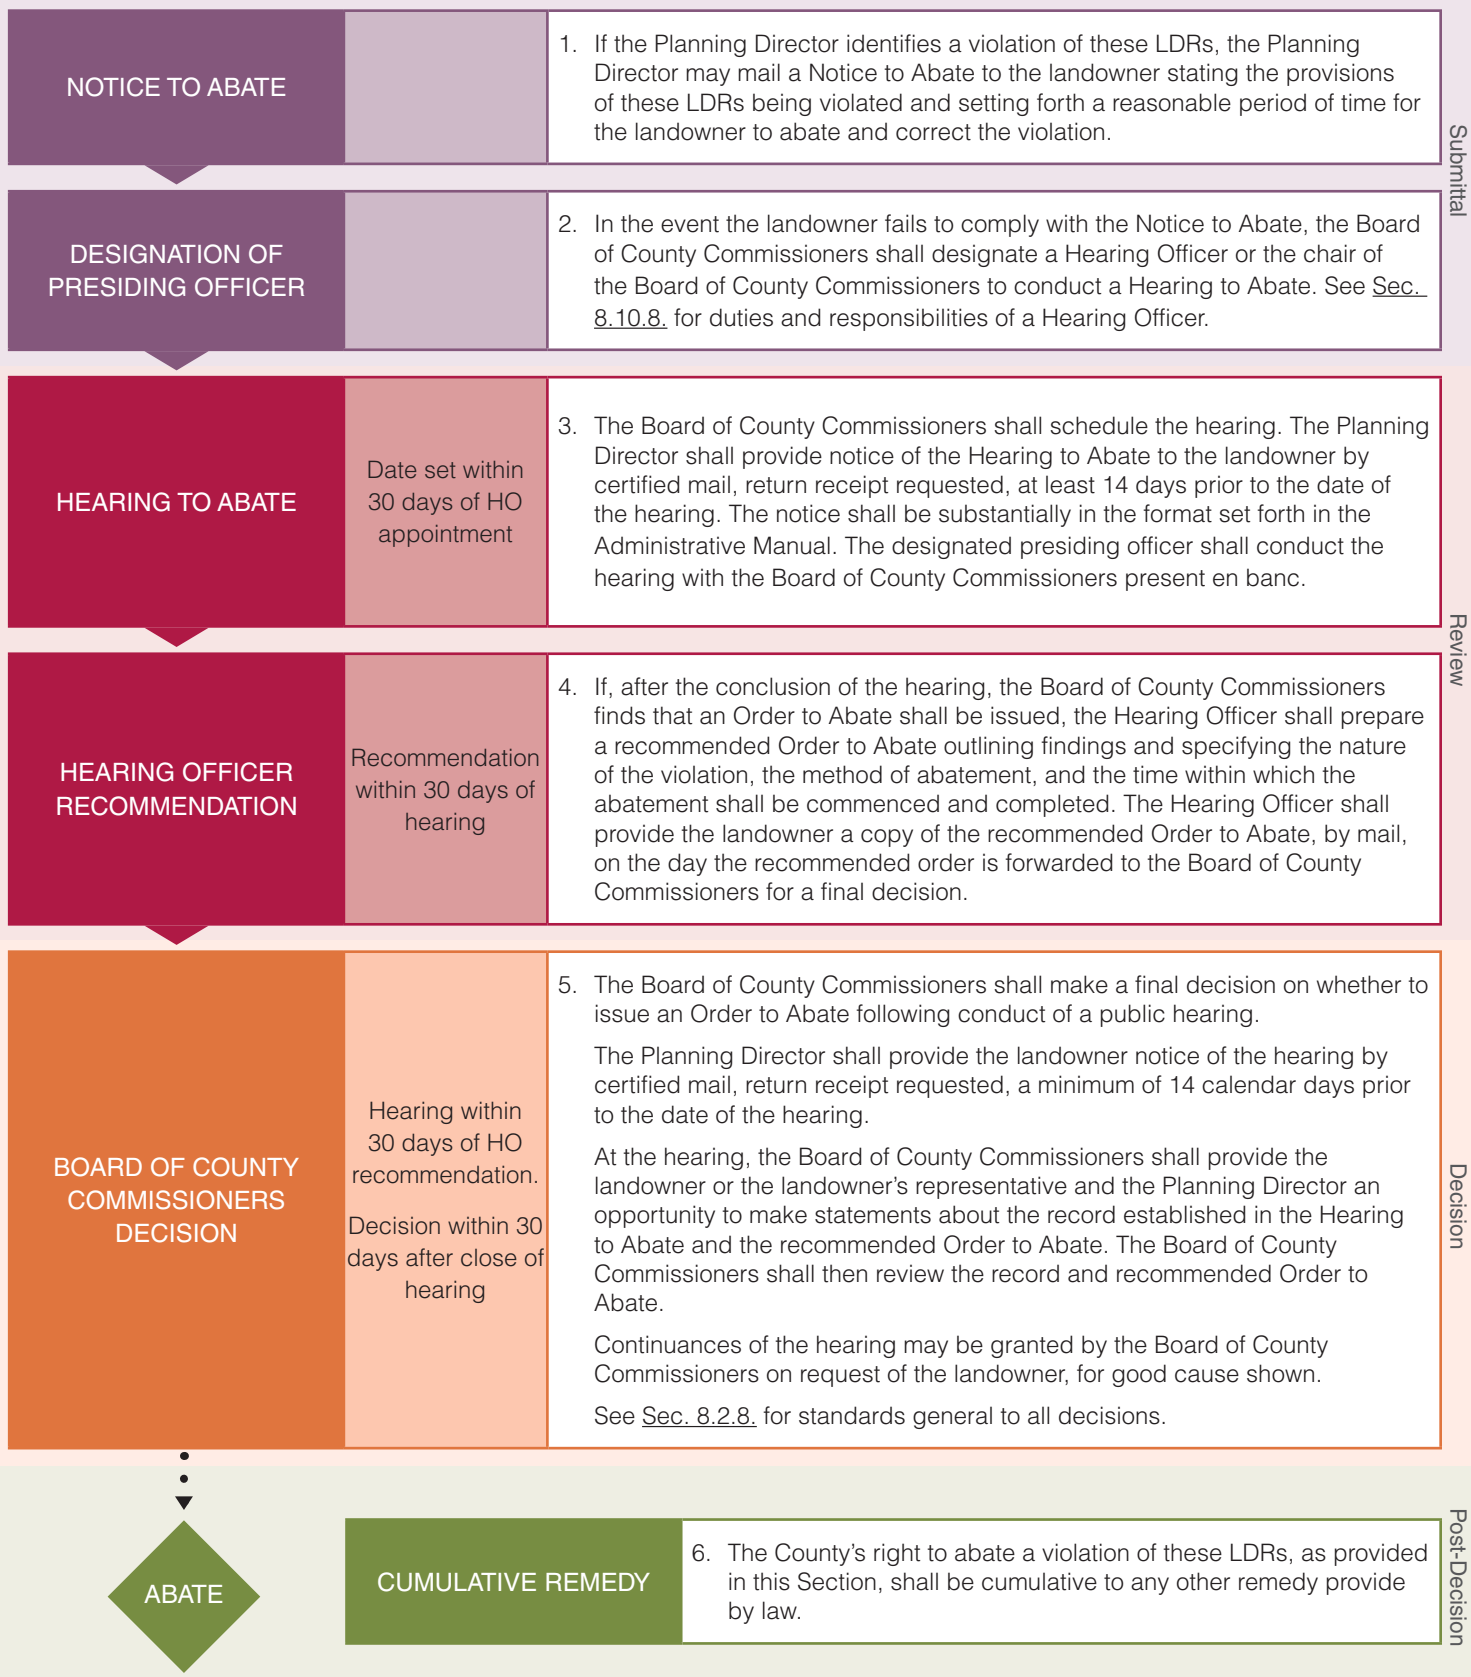 NOTICE TO ABATE
1. If the Planning Director identifies a violation of these LDRs, the Planning
Director may mail a Notice to Abate to the landowner stating the provisions
of these LDRs being violated and setting forth a reasonable period of time for
the landowner to abate and correct the violation.
Submittal
DESIGNATION OF
PRESIDING OFFICER
2. In the event the landowner fails to comply with the Notice to Abate, the Board
of County Commissioners shall designate a Hearing Officer or the chair of
the Board of County Commissioners to conduct a Hearing to Abate. See Sec.
8.10.8. for duties and responsibilities of a Hearing Officer.
HEARING TO ABATE
Date set within
30 days of HO
appointment
3. The Board of County Commissioners shall schedule the hearing. The Planning
Director shall provide notice of the Hearing to Abate to the landowner by
certified mail, return receipt requested, at least 14 days prior to the date of
the hearing. The notice shall be substantially in the format set forth in the
Administrative Manual. The designated presiding officer shall conduct the
hearing with the Board of County Commissioners present en banc.
Review
HEARING OFFICER
RECOMMENDATION
Recommendation
within 30 days of
hearing
4. If, after the conclusion of the hearing, the Board of County Commissioners
finds that an Order to Abate shall be issued, the Hearing Officer shall prepare
a recommended Order to Abate outlining findings and specifying the nature
of the violation, the method of abatement, and the time within which the
abatement shall be commenced and completed. The Hearing Officer shall
provide the landowner a copy of the recommended Order to Abate, by mail,
on the day the recommended order is forwarded to the Board of County
Commissioners for a final decision.
BOARD OF COUNTY
COMMISSIONERS
DECISION
Hearing within
30 days of HO
recommendation.
Decision within 30
days after close of
hearing
5. The Board of County Commissioners shall make a final decision on whether to
issue an Order to Abate following conduct of a public hearing.
The Planning Director shall provide the landowner notice of the hearing by
certified mail, return receipt requested, a minimum of 14 calendar days prior
to the date of the hearing.
At the hearing, the Board of County Commissioners shall provide the
landowner or the landowner's representative and the Planning Director an
opportunity to make statements about the record established in the Hearing
to Abate and the recommended Order to Abate. The Board of County
Commissioners shall then review the record and recommended Order to
Abate.
Continuances of the hearing may be granted by the Board of County
Commissioners on request of the landowner, for good cause shown.
See Sec. 8.2.8. for standards general to all decisions.
Decision
ABATE
CUMULATIVE REMEDY
6. The County's right to abate a violation of these LDRs, as provided
in this Section, shall be cumulative to any other remedy provide
by law.
Post-Decision